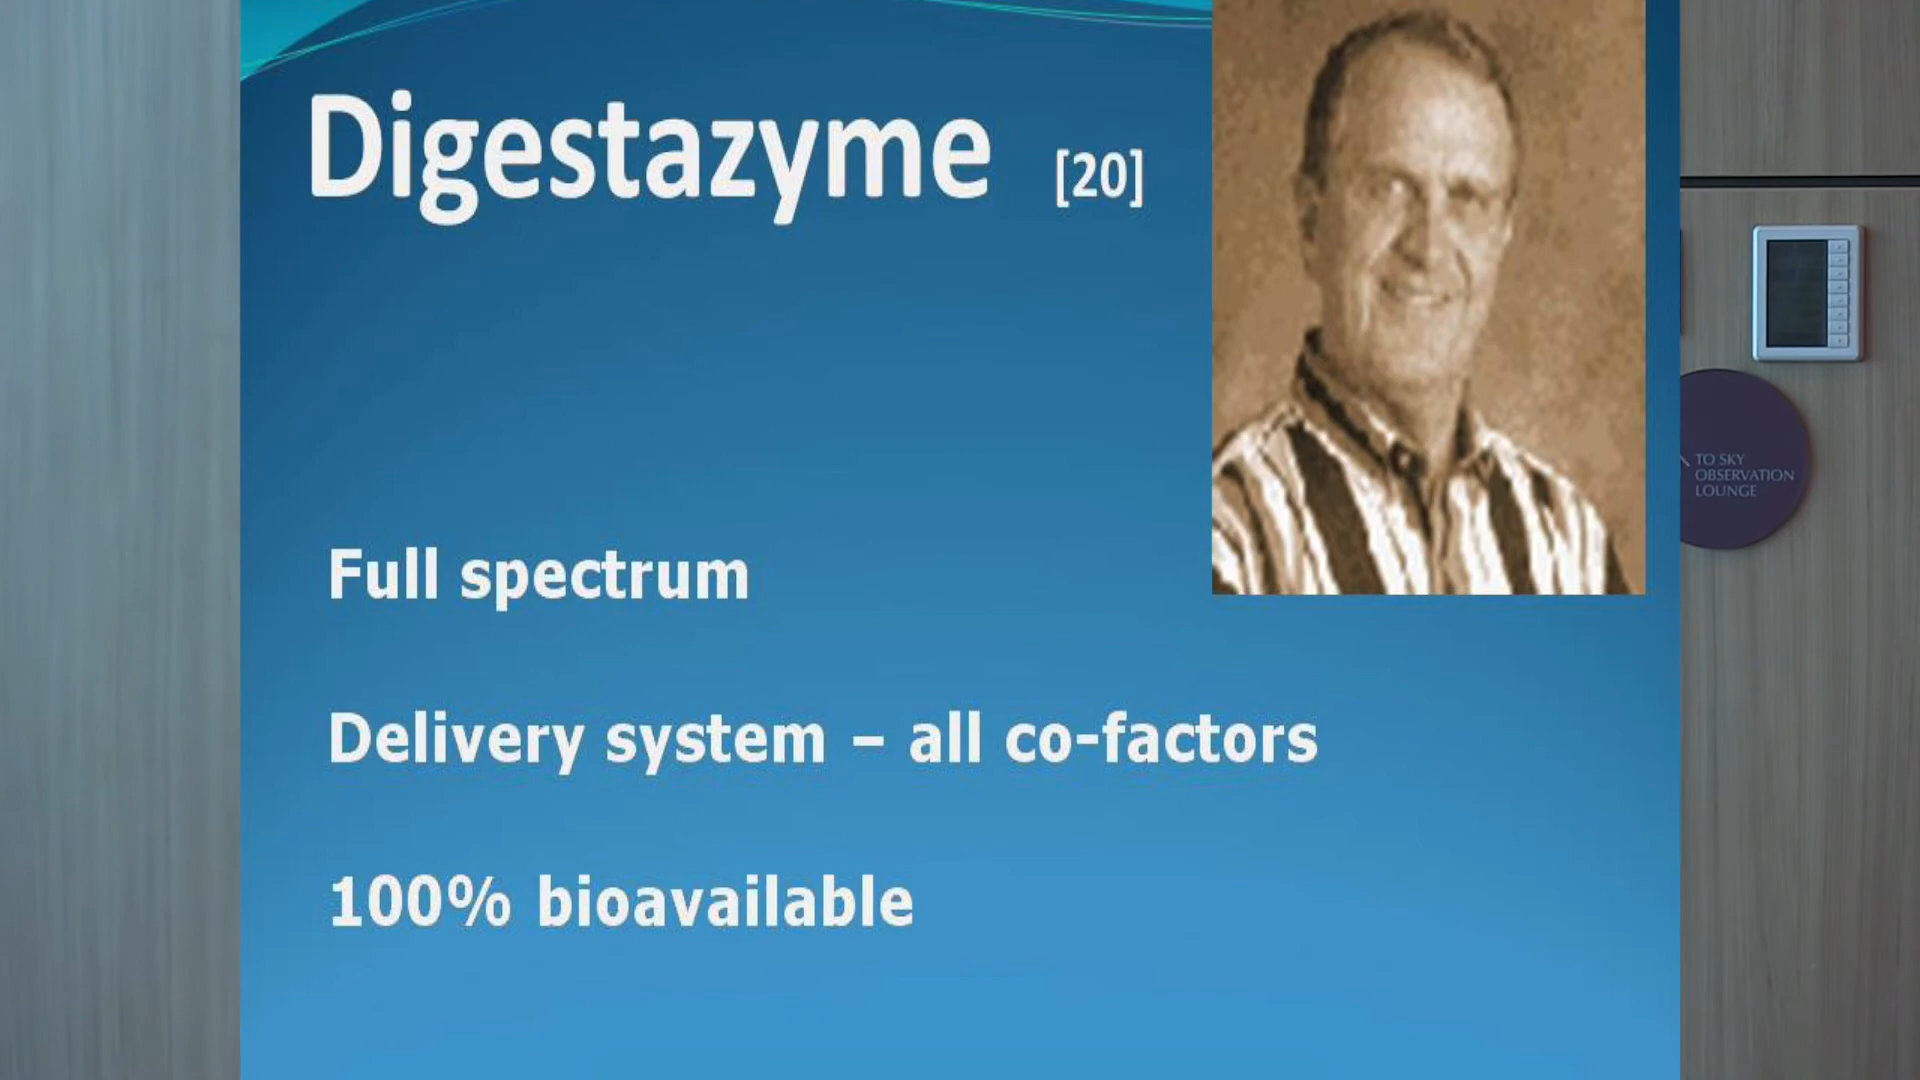 Digestazyme [20]
Full spectrum
Delivery system – all co-factors
100% bioavailable
TO SKY
OBSERVATION
LOUNGE